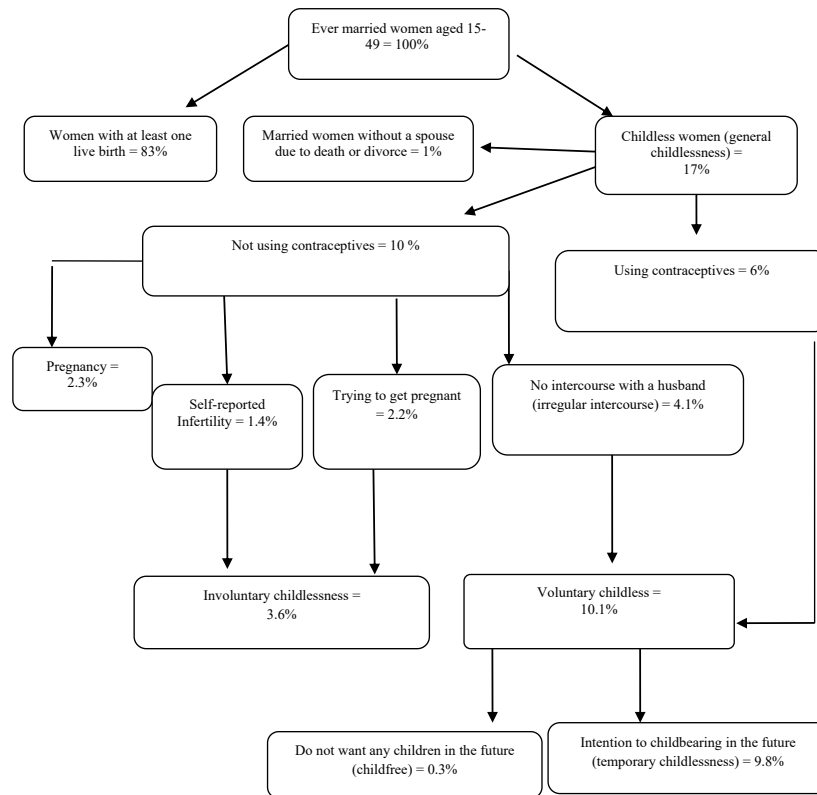 Ever married women aged 15-
49 = 100%
Women with at least one
live birth = 83%
Married women without a spouse
due to death or divorce = 1%
Childless women (general
childlessness) =
17%
Not using contraceptives = 10 %
Using contraceptives = 6%
Pregnancy =
2.3%
Self-reported
Infertility = 1.4%
Trying to get pregnant
= 2.2%
No intercourse with a husband
(irregular intercourse) = 4.1%
Involuntary childlessness =
3.6%
Voluntary childless =
10.1%
Do not want any children in the future
(childfree) = 0.3%
Intention to childbearing in the future
(temporary childlessness) = 9.8%